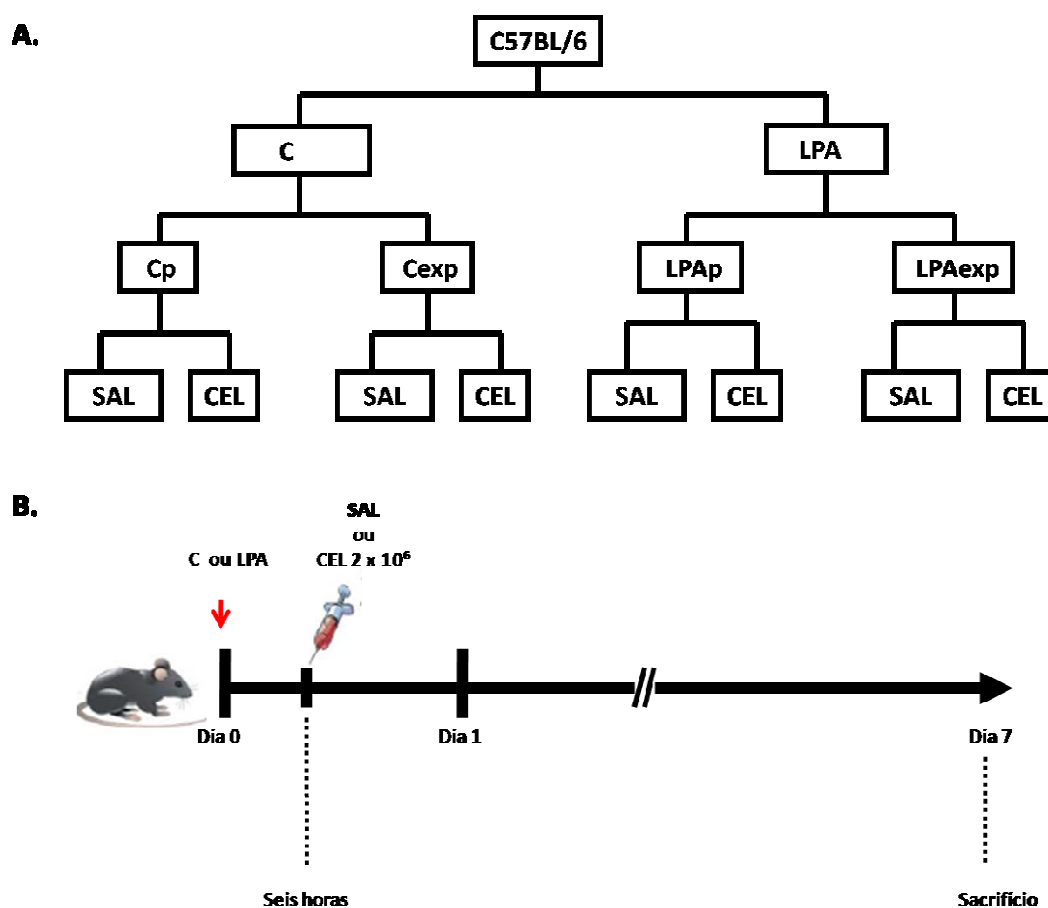 A.
C57BL/6
C
LPA
Cp
Cexp
LPAp
LPAexp
SAL
CEL
SAL
CEL
SAL
CEL
SAL
CEL
B.
SAL
ou
CEL 2 x 10⁶
C ou LPA
Dia 0
Dia 1
Dia 7
Seis horas
Sacrifício